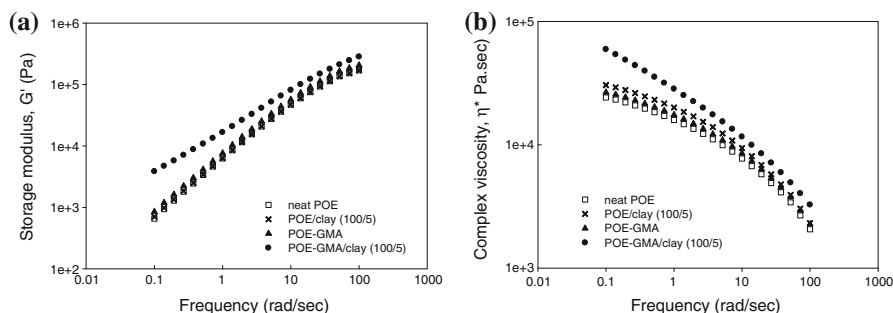 (a)
Storage modulus, G' (Pa)
1e+6
1e+5
1e+4
1e+3
1e+2
neat POE
POE/clay (100/5)
POE-GMA
POE-GMA/clay (100/5)
0.01
0.1
1
10
100
1000
Frequency (rad/sec)
(b)
Complex viscosity, η* Pa.sec)
1e+5
1e+4
1e+3
neat POE
POE/clay (100/5)
POE-GMA
POE-GMA/clay (100/5)
0.01
0.1
1
10
100
1000
Frequency (rad/sec)